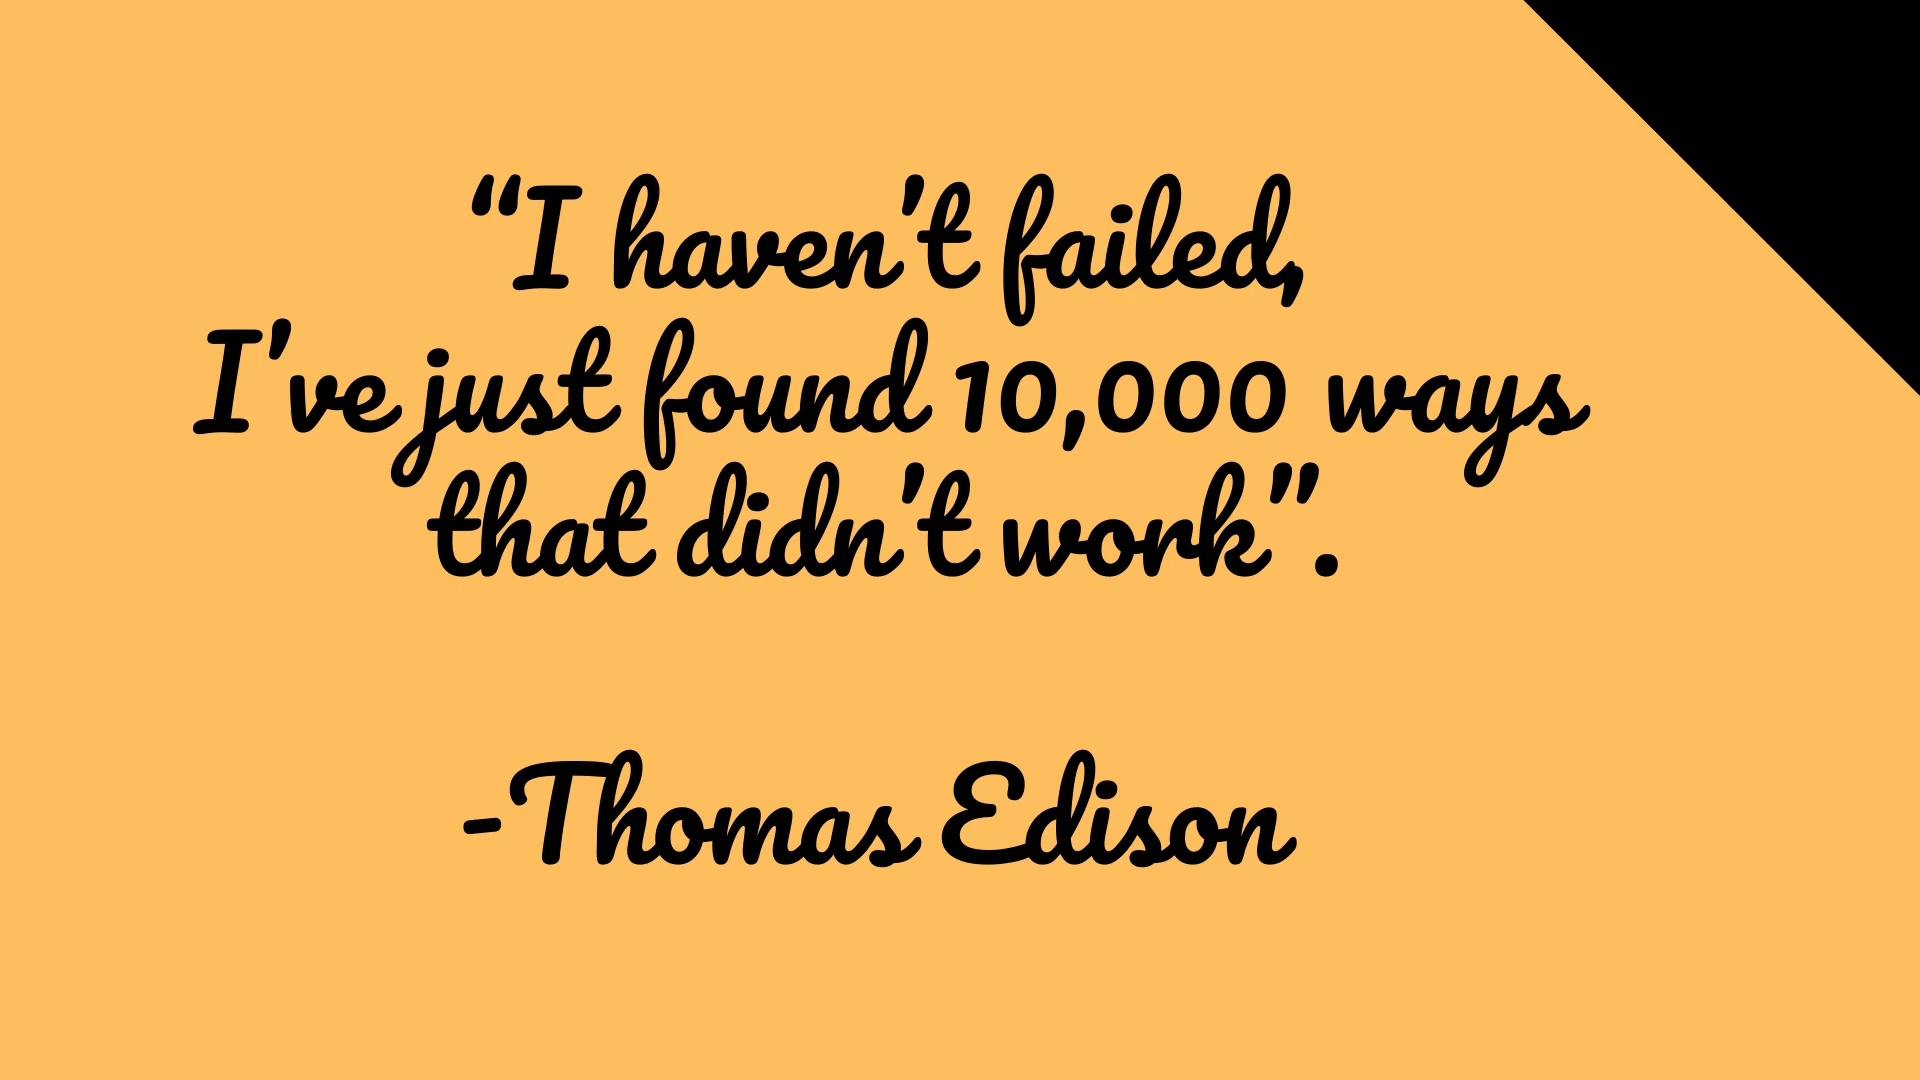 “I haven’t failed,
I’ve just found 10,000 ways
that didn’t work”.
-Thomas Edison